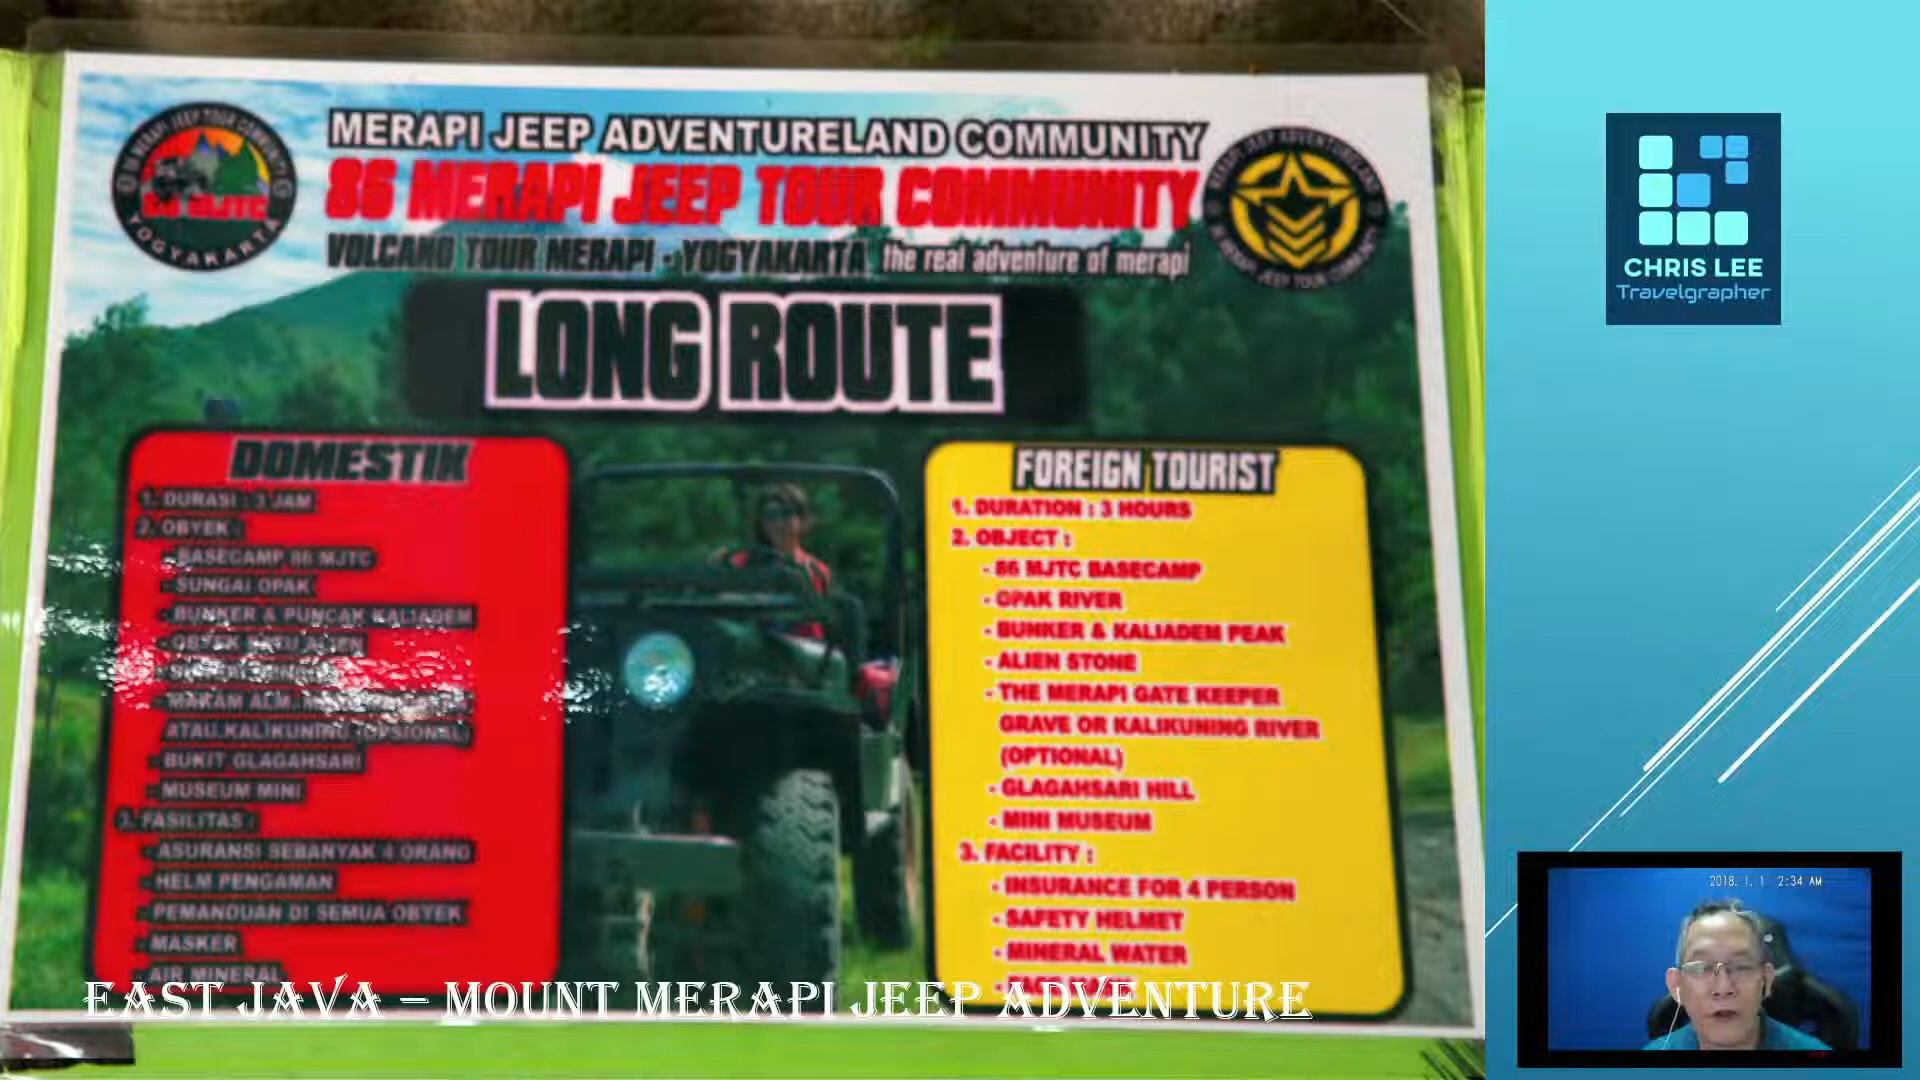 MERAPI JEEP ADVENTURELAND COMMUNITY
86 MERAPI JEEP TOUR COMMUNITY
VOLCANO TOUR MERAPI - YOGYAKARTA the real adventure of merapi
86 MJTC
YOGYAKARTA
LONG ROUTE
DOMESTIK
1. DURASI : 3 JAM
2. OBYEK :
- BASECAMP 86 MJTC
- SUNGAI OPAK
- BUNKER & PUNCAK KALIADEM
- MAKAM ALM.
ATAU KALIKUNING (OPSIONAL)
- BUKIT GLAGAHSARI
- MUSEUM MINI
3. FASILITAS :
- ASURANSI SEBANYAK 4 ORANG
- HELM PENGAMAN
- PEMANDUAN DI SEMUA OBYEK
- MASKER
- AIR MINERAL
FOREIGN TOURIST
1. DURATION : 3 HOURS
2. OBJECT :
- 86 MJTC BASECAMP
- OPAK RIVER
- BUNKER & KALIADEM PEAK
- ALIEN STONE
- THE MERAPI GATE KEEPER
GRAVE OR KALIKUNING RIVER
(OPTIONAL)
- GLAGAHSARI HILL
- MINI MUSEUM
3. FACILITY :
- INSURANCE FOR 4 PERSON
- SAFETY HELMET
- MINERAL WATER
EAST JAVA – MOUNT MERAPI JEEP ADVENTURE
CHRIS LEE
Travelgrapher
2018. 1. 1 2:34 AM